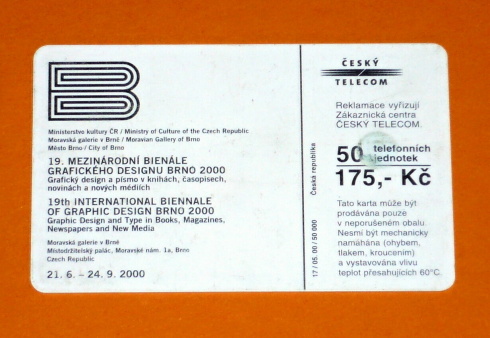 Ministerstvo kultury ČR / Ministry of Culture of the Czech Republic
Moravská galerie v Brně / Moravian Gallery of Brno
Město Brno / City of Brno
19. MEZINÁRODNÍ BIENÁLE
GRAFICKÉHO DESIGNU BRNO 2000
Grafický design a písmo v knihách, časopisech,
novinách a nových médiích
19th INTERNATIONAL BIENNALE
OF GRAPHIC DESIGN BRNO 2000
Graphic Design and Type in Books, Magazines,
Newspapers and New Media
Moravská galerie v Brně
Místodržitelský palác, Moravské nám. 1a, Brno
Czech Republic
21. 6. – 24. 9. 2000
Česká republika
17 / 05. 00 / 50 000
ČESKÝ
TELECOM
Reklamace vyřizují
Zákaznická centra
ČESKÝ TELECOM.
50 telefonních
jednotek
175,- Kč
Tato karta může být
prodávána pouze
v neporušeném obalu.
Nesmí být mechanicky
namáhána (ohybem,
tlakem, kroucením)
a vystavována vlivu
teplot přesahujících 60°C.